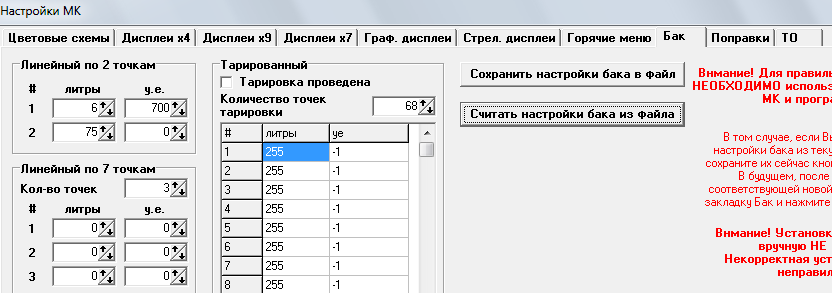 Настройки МК
Цветовые схемы Дисплеи х4 Дисплеи х9 Дисплеи х7 Граф. дисплеи Стрел. дисплеи Горячие меню Бак Поправки ТО
Линейный по 2 точкам
# литры у.е.
1 6 700
2 75 0
Линейный по 7 точкам
Кол-во точек 3
# литры у.е.
1 0 0
2 0 0
3 0 0
Тарированный
Тарировка проведена
Количество точек
тарировки 68
# литры уе
1 255 -1
2 255 -1
3 255 -1
4 255 -1
5 255 -1
6 255 -1
7 255 -1
8 255 -1
Сохранить настройки бака в файл
Считать настройки бака из файла
Внимание! Для правиль
НЕОБХОДИМО использ
МК и програ
В том случае, если Вы
настройки бака из теку
сохраните их сейчас кно
В будущем, после
соответствующей новой
закладку Бак и нажмите
Внимание! Установк
вручную НЕ
Некорректная уст
неправил